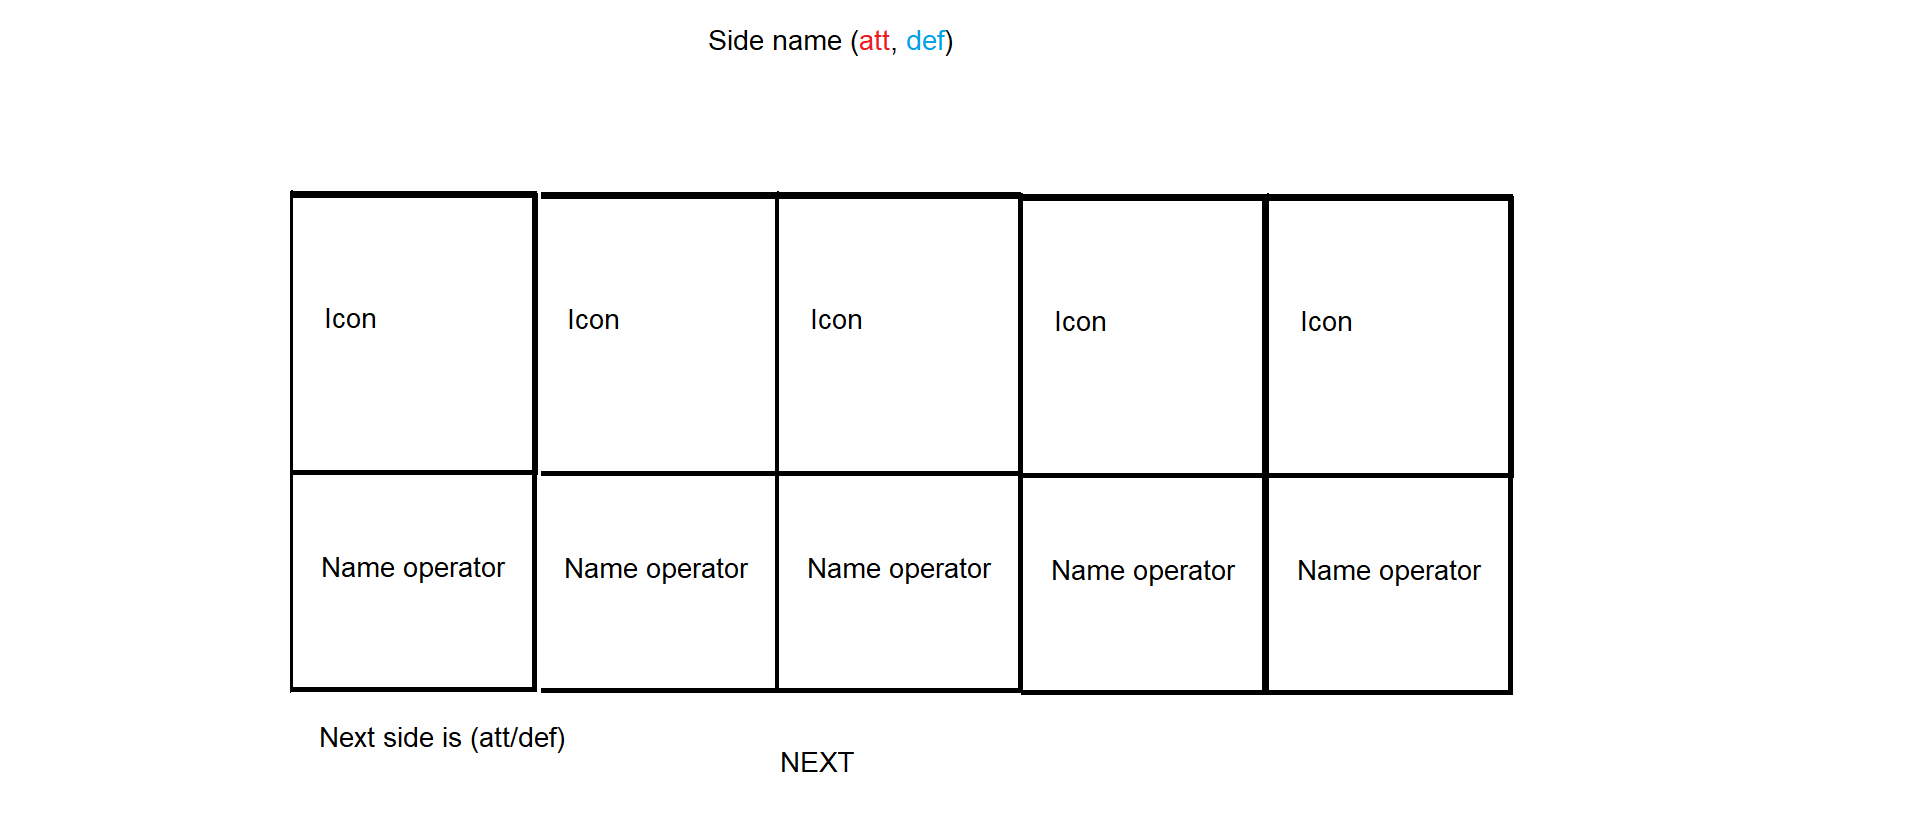 Side name (att, def)
Icon Icon Icon Icon Icon
Name operator Name operator Name operator Name operator Name operator
Next side is (att/def)
NEXT